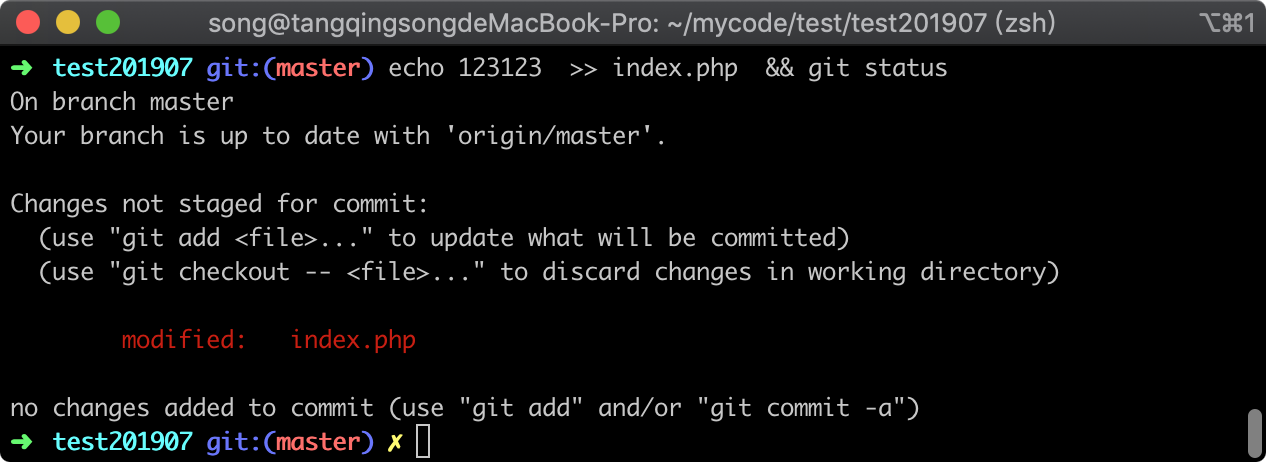 song@tangqingsongdeMacBook-Pro: ~/mycode/test/test201907 (zsh) ⌥⌘1
➜ test201907 git:(master) echo 123123  >> index.php  && git status
On branch master
Your branch is up to date with 'origin/master'.
Changes not staged for commit:
  (use "git add <file>..." to update what will be committed)
  (use "git checkout -- <file>..." to discard changes in working directory)
        modified:   index.php
no changes added to commit (use "git add" and/or "git commit -a")
➜ test201907 git:(master) ✗